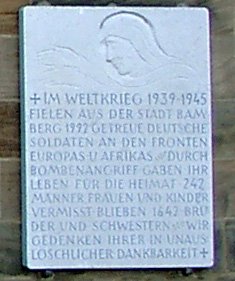 + IM WELTKRIEG 1939-1945
FIELEN AUS DER STADT BAM
BERG 1992 GETREUE DEUTSCHE
SOLDATEN AN DEN FRONTEN
EUROPAS U AFRIKAS DURCH
BOMBENANGRIFF GABEN IHR
LEBEN FÜR DIE HEIMAT 242
MÄNNER FRAUEN UND KINDER
VERMISST BLIEBEN 1642 BRÜ
DER UND SCHWESTERN WIR
GEDENKEN IHRER IN UNAUS
LÖSCHLICHER DANKBARKEIT +